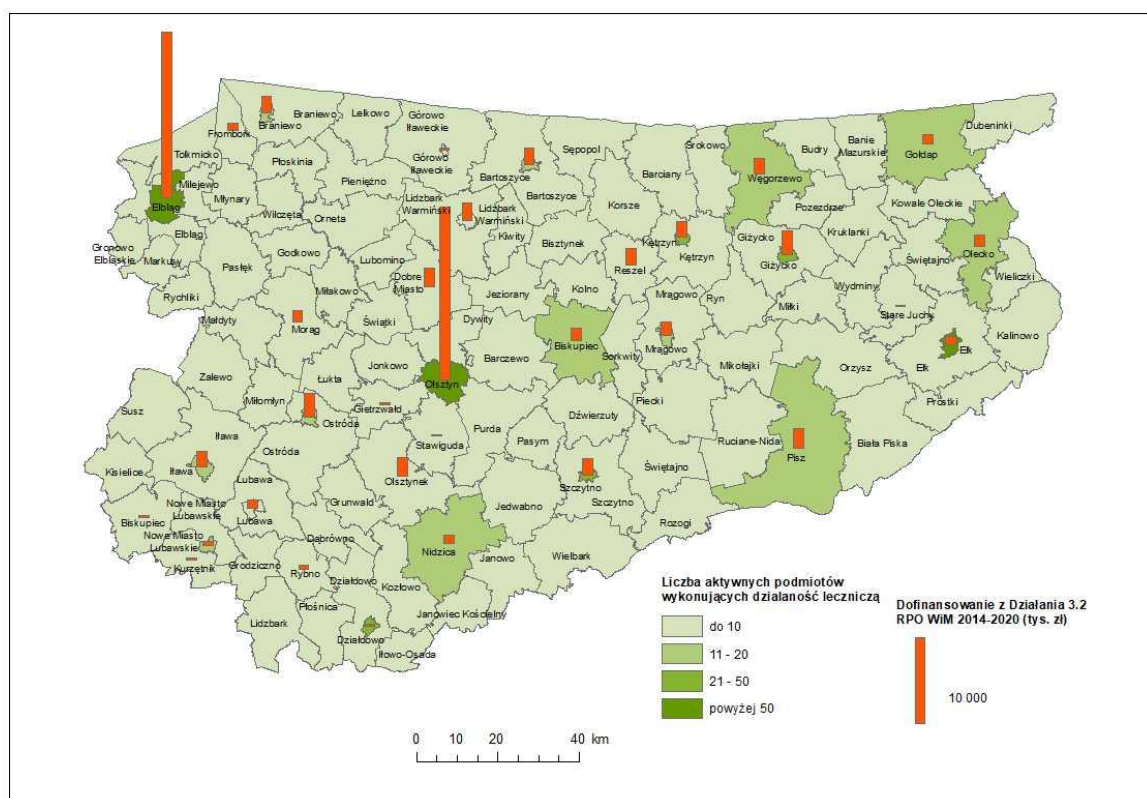 Braniewo
Braniewo
Lelkowo
Górowo
Iławeckie
Frombork
Tolkmicko
Płoskinia
Górowo
Iławeckie
Sępopol
Srokowo
Budry
Banie
Mazurskie
Dubeninki
Gołdap
Bartoszyce
Barciany
Węgorzewo
Milejewo
Pieniężno
Elbląg
Młynary
Wilczęta
Lidzbark
Warmiński
Lidzbark
Warmiński
Bartoszyce
Korsze
Pozezdrze
Kowale Oleckie
Orneta
Elbląg
Kiwity
Bisztynek
Kętrzyn
Kętrzyn
Giżycko
Kruklanki
Gronowo
Elbląskie
Markusy
Godkowo
Lubomino
Giżycko
Świętajno
Olecko
Pasłęk
Reszel
Dobre
Miasto
Wieliczki
Rychliki
Miłakowo
Jeziorany
Kolno
Mrągowo
Ryn
Wydminy
Miłki
Stare Juchy
Małdyty
Morąg
Świątki
Dywity
Kalinowo
Biskupiec
Sorkwity
Mrągowo
Ełk
Barczewo
Jonkowo
Mikołajki
Orzysz
Ełk
Zalewo
Łukta
Olsztyn
Miłomłyn
Gietrzwałd
Piecki
Prostki
Susz
Ostróda
Dźwierzuty
Purda
Stawiguda
Pasym
Ruciane-Nida
Biała Piska
Iława
Ostróda
Pisz
Kisielice
Iława
Olsztynek
Szczytno
Świętajno
Lubawa
Grunwald
Jedwabno
Szczytno
Nowe Miasto
Lubawskie
Lubawa
Biskupiec
Rozogi
Nowe Miasto
Lubawskie
Dąbrówno
Nidzica
Janowo
Wielbark
Kurzętnik
Grodziczno
Rybno
Działdowo
Kozłowo
Płośnica
Janowiec Kościelny
Lidzbark
Działdowo
Iłowo-Osada
Liczba aktywnych podmiotów
wykonujących działaność leczniczą
do 10
11 - 20
21 - 50
powyżej 50
Dofinansowanie z Działania 3.2
RPO WiM 2014-2020 (tys. zł)
10 000
0 10 20 40 km